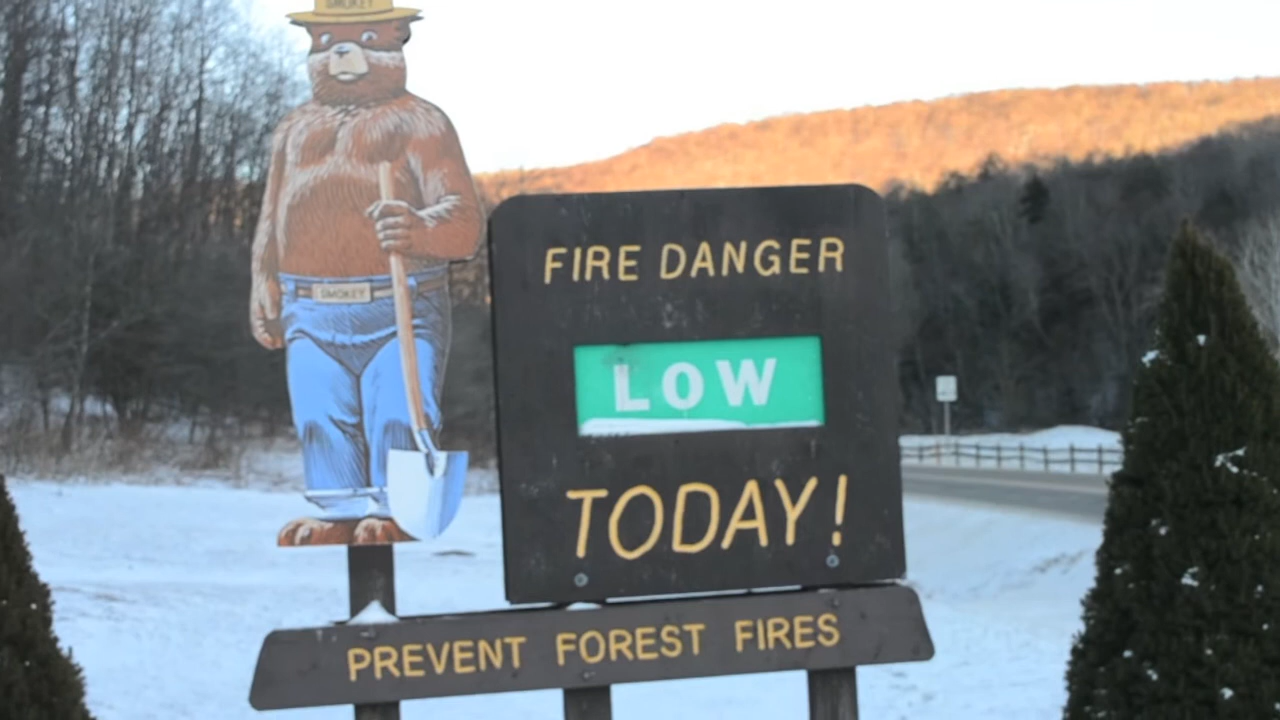 SMOKEY
SMOKEY
FIRE DANGER
LOW
TODAY!
PREVENT FOREST FIRES